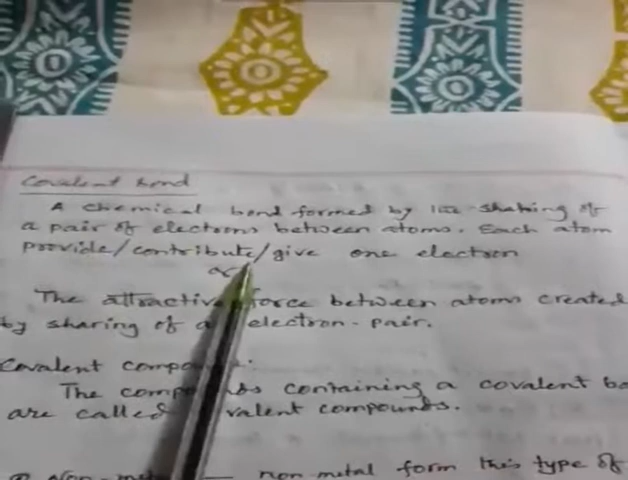 Covalent bond
A chemical bond formed by the sharing of
a pair of electrons between atoms. Each atom
provide/contribute/give one electron
or
The attractive force between atoms created
by sharing of a electron-pair.
Covalent
The containing a covalent
are called compounds.
non metal form this type of